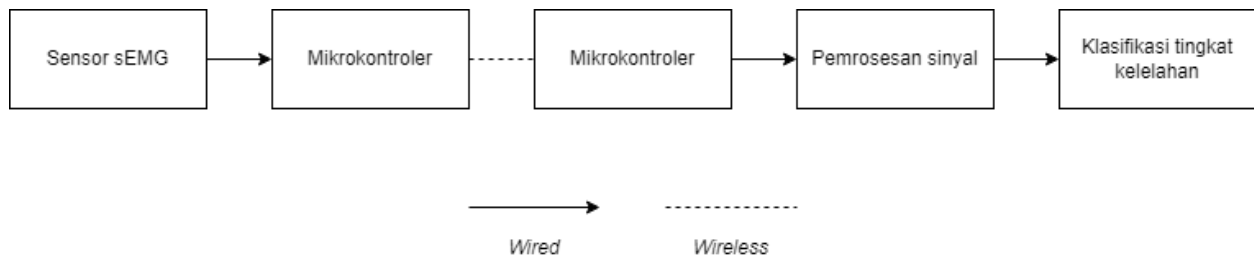 Sensor sEMG
Mikrokontroler
Mikrokontroler
Pemrosesan sinyal
Klasifikasi tingkat
kelelahan
Wired
Wireless